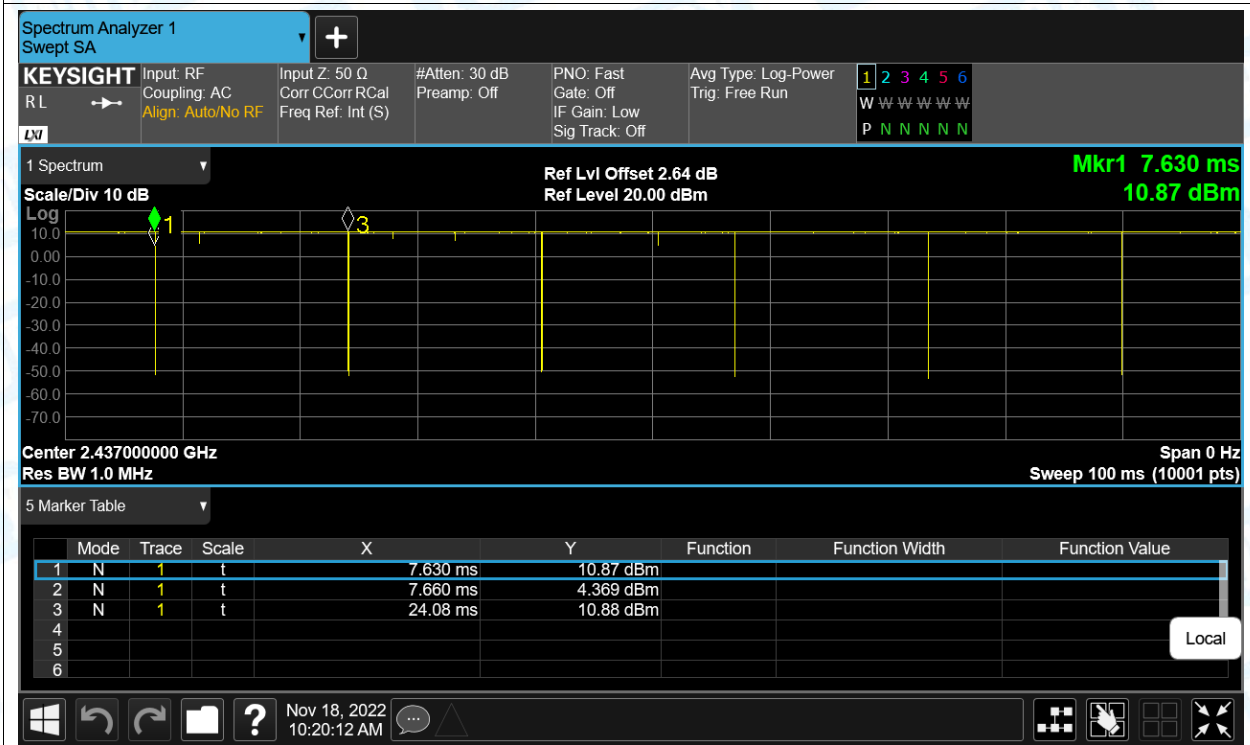 Spectrum Analyzer 1
Swept SA
KEYSIGHT
R L
LXI
Input: RF
Coupling: AC
Align: Auto/No RF
Input Z: 50 Ω
Corr CCorr RCal
Freq Ref: Int (S)
#Atten: 30 dB
Preamp: Off
PNO: Fast
Gate: Off
IF Gain: Low
Sig Track: Off
Avg Type: Log-Power
Trig: Free Run
1 2 3 4 5 6
W W W W W W
P N N N N N
1 Spectrum
Scale/Div 10 dB
Ref Lvl Offset 2.64 dB
Ref Level 20.00 dBm
Mkr1 7.630 ms
10.87 dBm
Log
1
3
10.0
0.00
-10.0
-20.0
-30.0
-40.0
-50.0
-60.0
-70.0
Center 2.437000000 GHz
Res BW 1.0 MHz
Span 0 Hz
Sweep 100 ms (10001 pts)
5 Marker Table
Mode Trace Scale X Y Function Function Width Function Value
1 N 1 t 7.630 ms 10.87 dBm
2 N 1 t 7.660 ms 4.369 dBm
3 N 1 t 24.08 ms 10.88 dBm
4
5
6
Local
?
Nov 18, 2022
10:20:12 AM